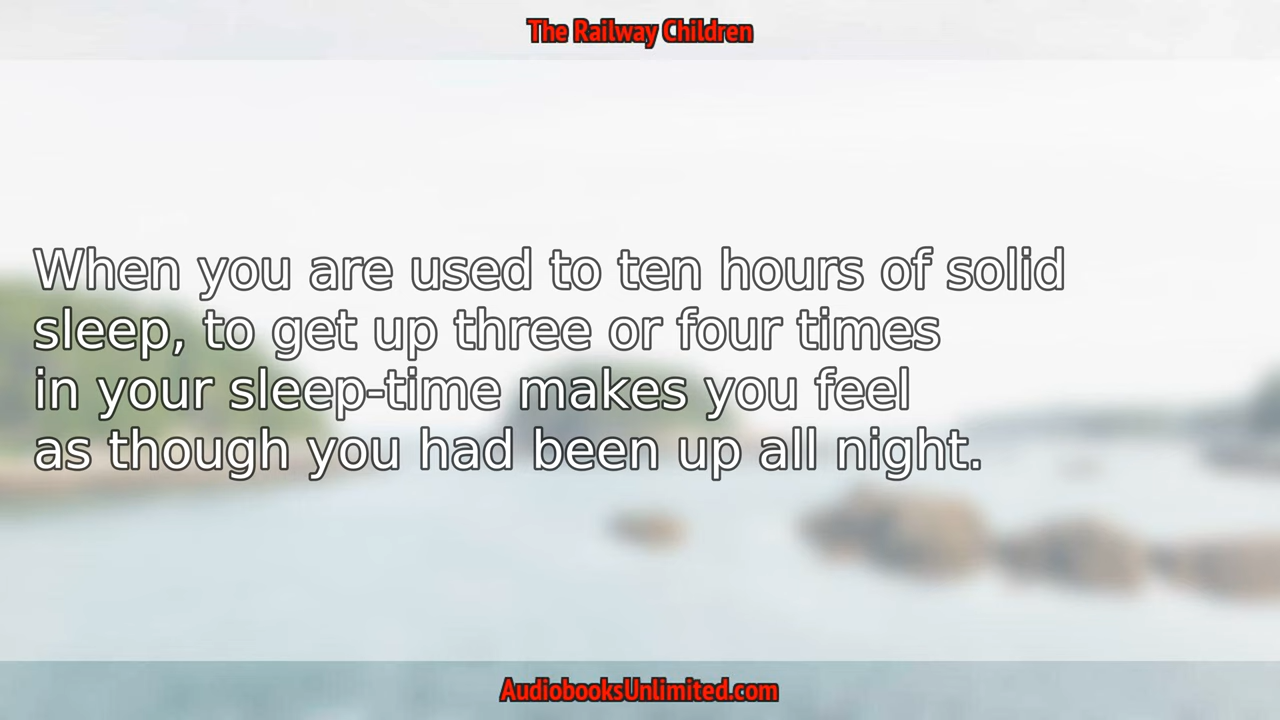 The Railway Children
When you are used to ten hours of solid
sleep, to get up three or four times
in your sleep-time makes you feel
as though you had been up all night.
AudiobooksUnlimited.com